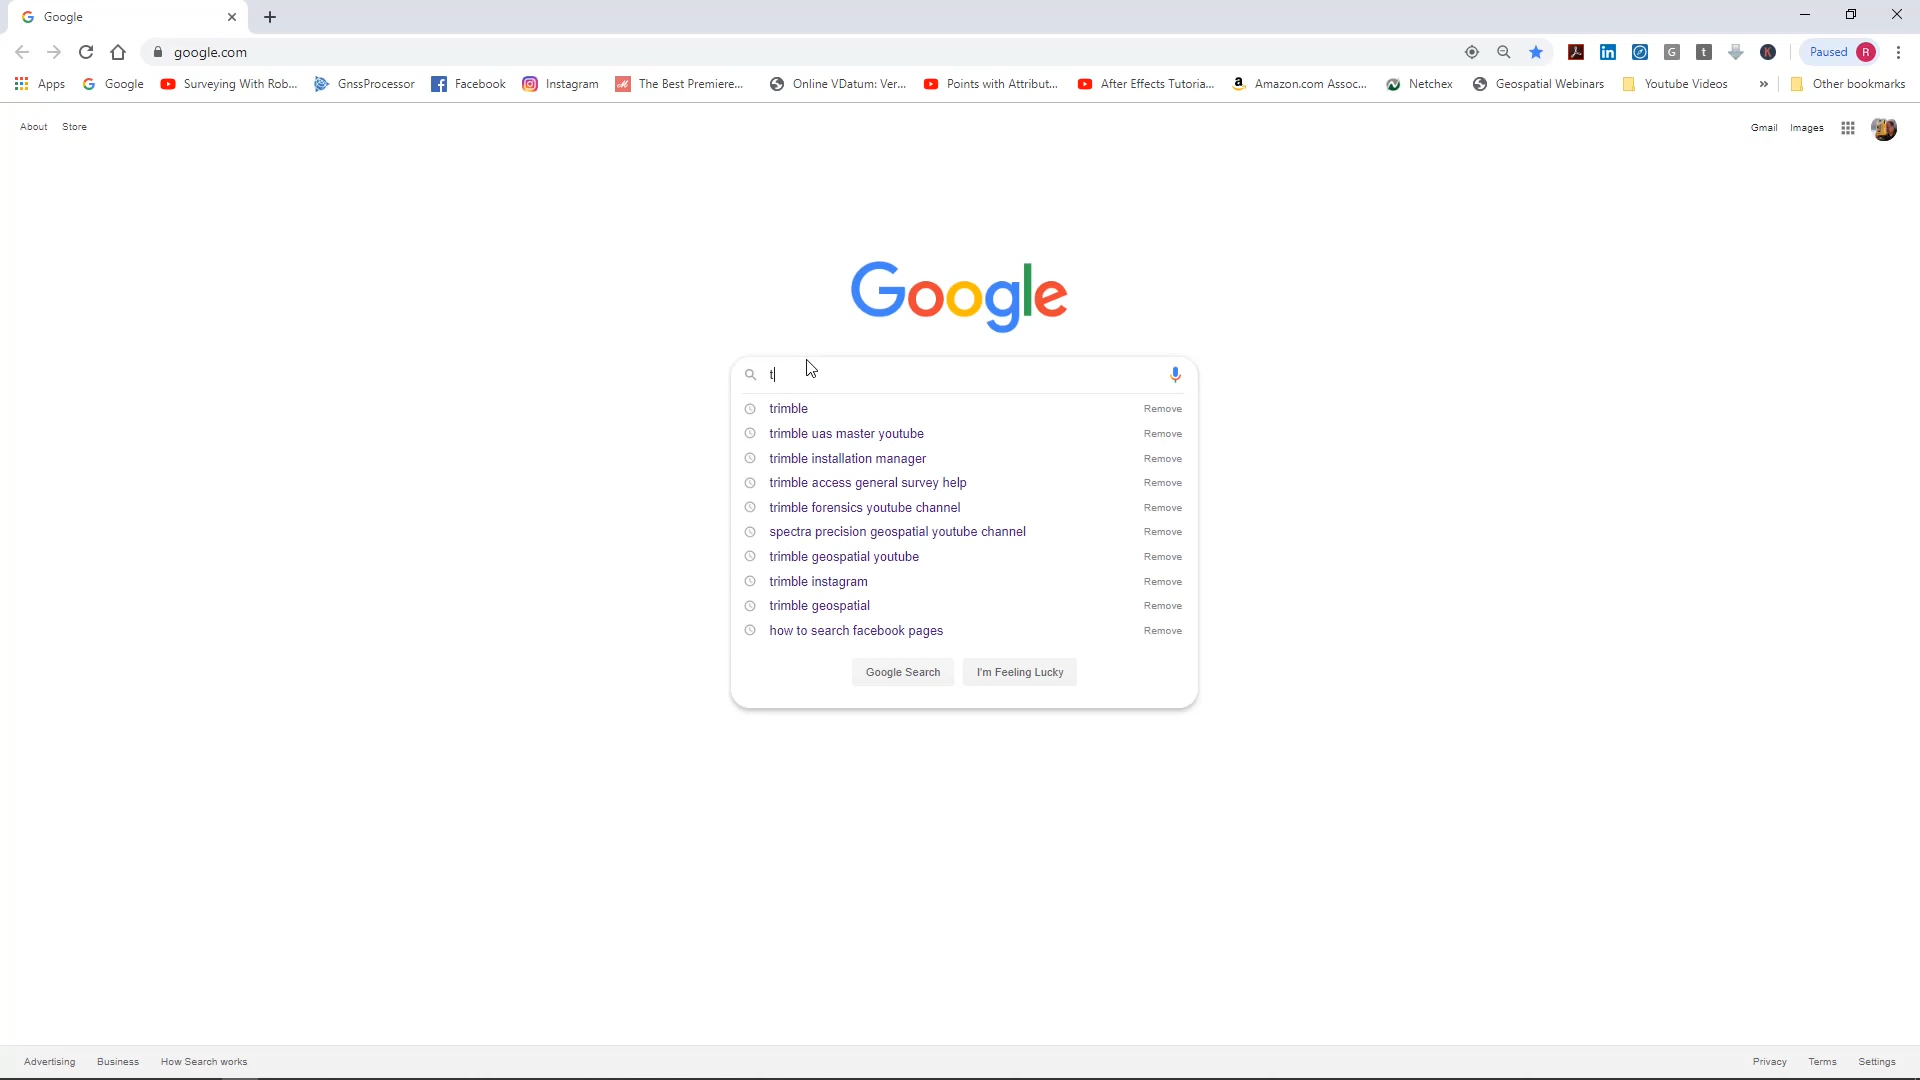 Google
google.com
Paused R
Apps Google Surveying With Rob... GnssProcessor Facebook Instagram The Best Premiere... Online VDatum: Ver... Points with Attribut... After Effects Tutoria... Amazon.com Assoc... Netchex Geospatial Webinars Youtube Videos » Other bookmarks
About Store
Gmail Images
Google
t
trimble Remove
trimble uas master youtube Remove
trimble installation manager Remove
trimble access general survey help Remove
trimble forensics youtube channel Remove
spectra precision geospatial youtube channel Remove
trimble geospatial youtube Remove
trimble instagram Remove
trimble geospatial Remove
how to search facebook pages Remove
Google Search I'm Feeling Lucky
Advertising Business How Search works
Privacy Terms Settings